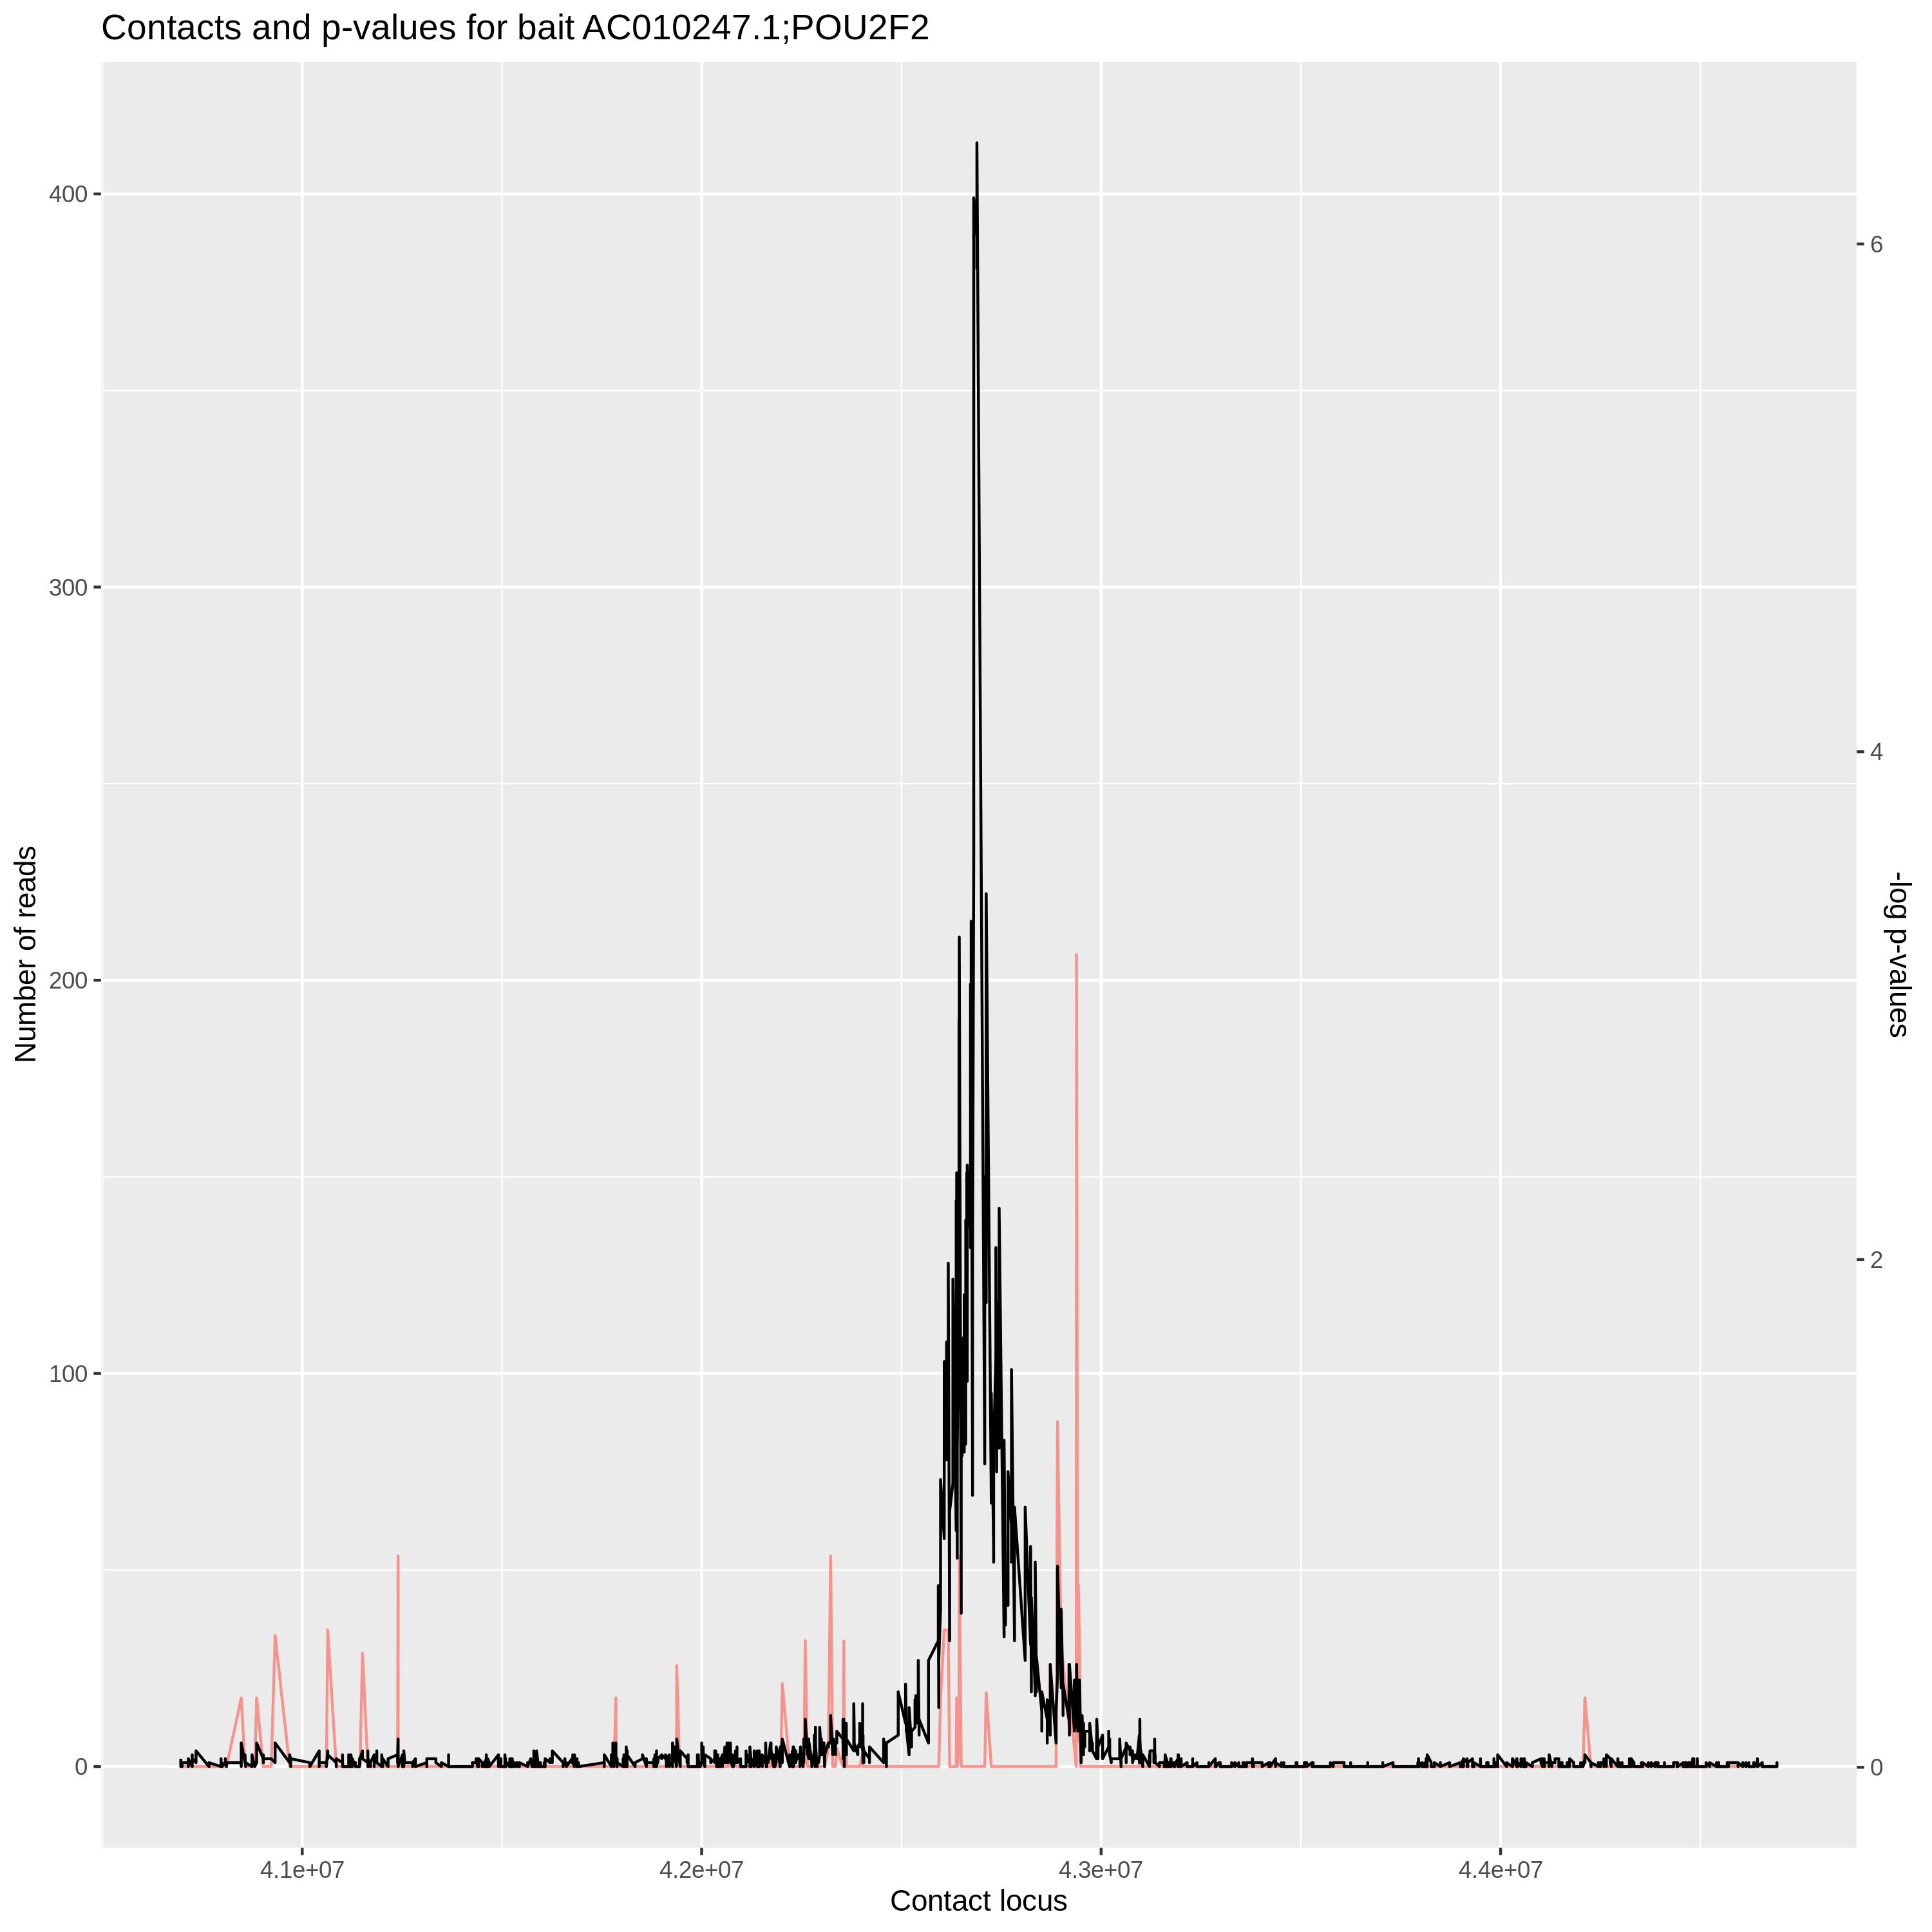 Contacts and p-values for bait AC010247.1;POU2F2
400
300
200
100
0
6
4
2
0
Number of reads
-log p-values
4.1e+07 4.2e+07 4.3e+07 4.4e+07
Contact locus